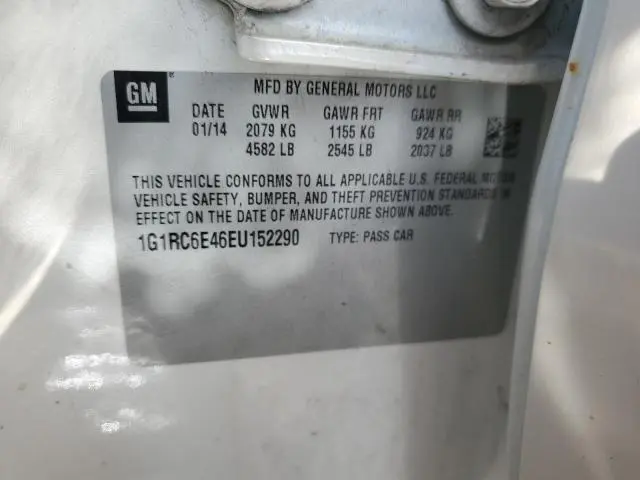 GM
MFD BY GENERAL MOTORS LLC
DATE GVWR GAWR FRT GAWR RR
01/14 2079 KG 1155 KG 924 KG
4582 LB 2545 LB 2037 LB
THIS VEHICLE CONFORMS TO ALL APPLICABLE U.S. FEDERAL MOTOR
VEHICLE SAFETY, BUMPER, AND THEFT PREVENTION STANDARDS IN
EFFECT ON THE DATE OF MANUFACTURE SHOWN ABOVE.
1G1RC6E46EU152290 TYPE: PASS CAR